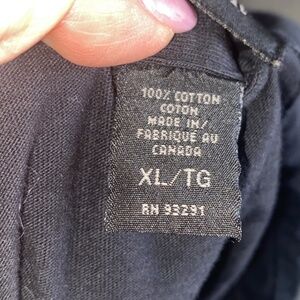 100% COTTON
COTON
MADE IN/
FABRIQUE AU
CANADA
XL/TG
RN 93291